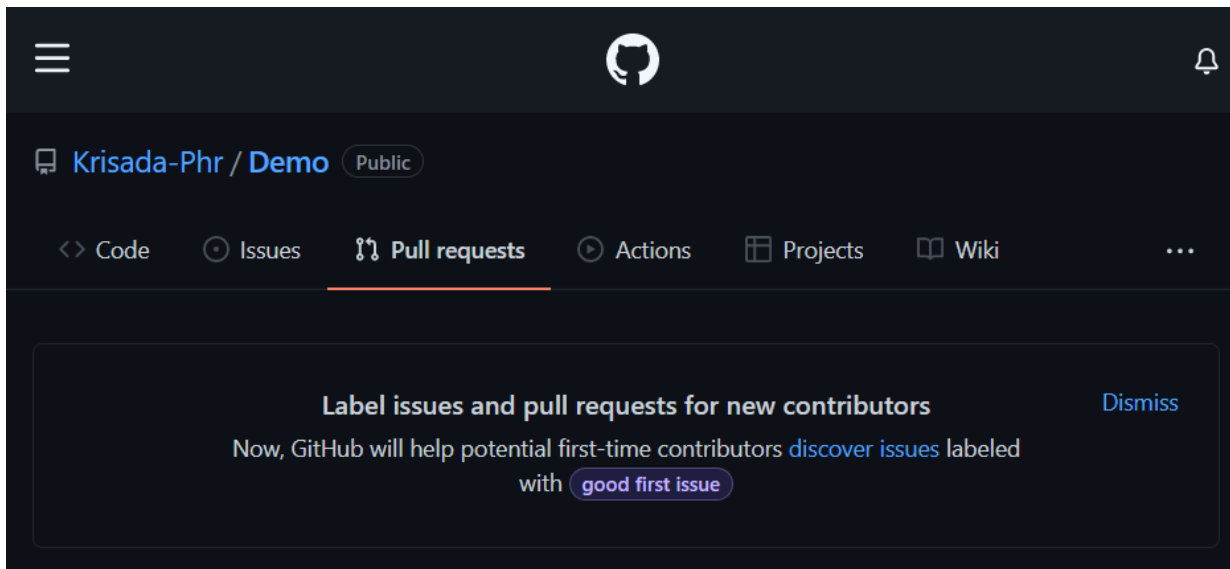 Krisada-Phr / Demo Public
Code Issues Pull requests Actions Projects Wiki ...
Label issues and pull requests for new contributors Dismiss
Now, GitHub will help potential first-time contributors discover issues labeled
with good first issue